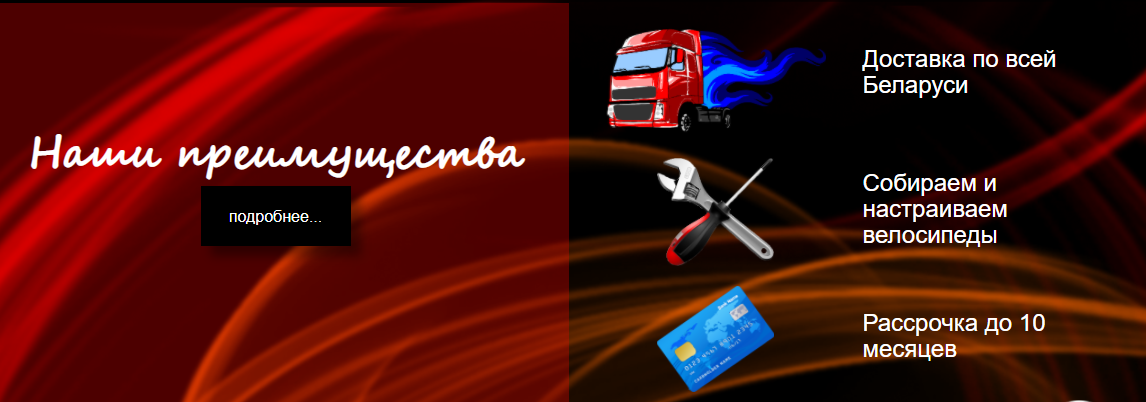 Наши преимущества
подробнее...
Доставка по всей
Беларуси
Собираем и
настраиваем
велосипеды
Рассрочка до 10
месяцев